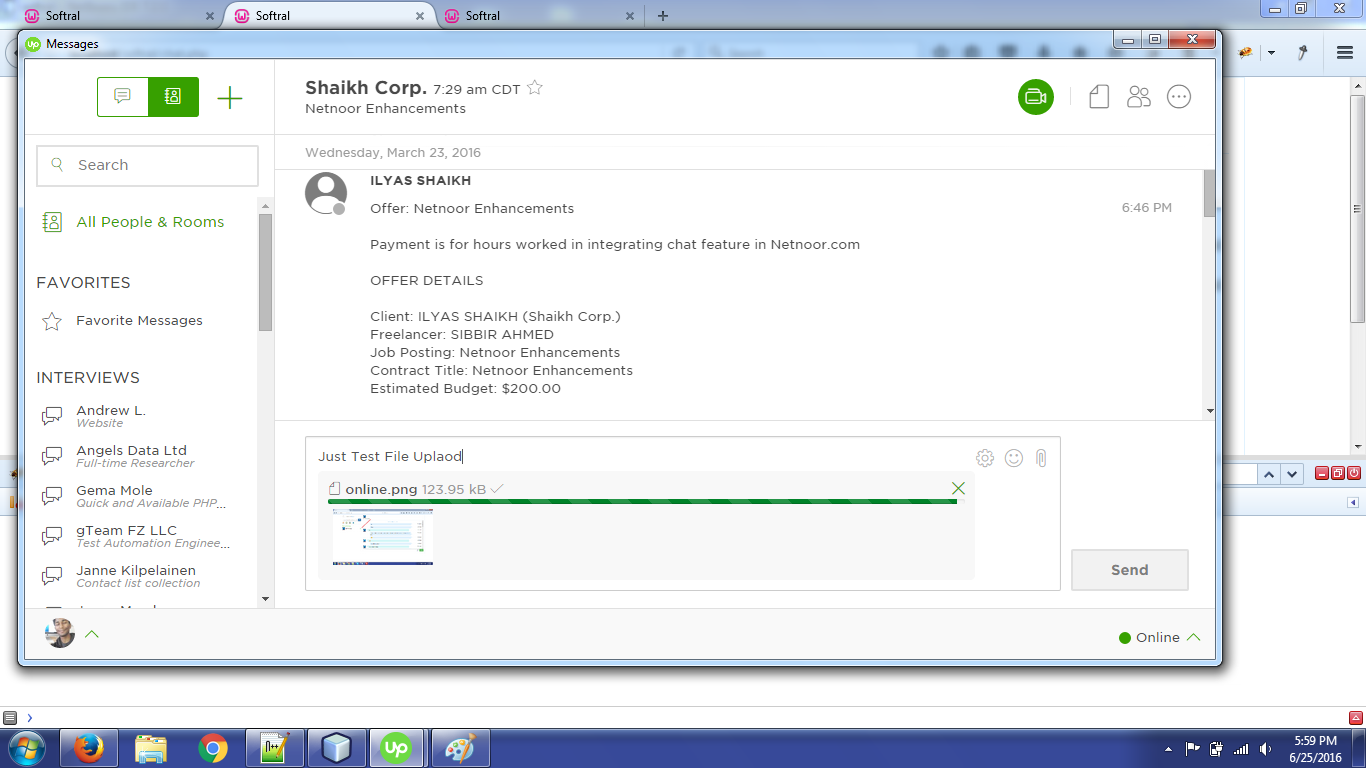 Softral
Softral
Softral
Up Messages
Shaikh Corp. 7:29 am CDT
Netnoor Enhancements
Search
Wednesday, March 23, 2016
ILYAS SHAIKH
Offer: Netnoor Enhancements
6:46 PM
All People & Rooms
Payment is for hours worked in integrating chat feature in Netnoor.com
FAVORITES
OFFER DETAILS
Favorite Messages
Client: ILYAS SHAIKH (Shaikh Corp.)
Freelancer: SIBBIR AHMED
Job Posting: Netnoor Enhancements
Contract Title: Netnoor Enhancements
Estimated Budget: $200.00
INTERVIEWS
Andrew L.
Website
Angels Data Ltd
Full-time Researcher
Gema Mole
Quick and Available PHP...
gTeam FZ LLC
Test Automation Enginee...
Janne Kilpelainen
Contact list collection
Just Test File Uplaod
online.png 123.95 kB
Send
Online
N++
Up
5:59 PM
6/25/2016